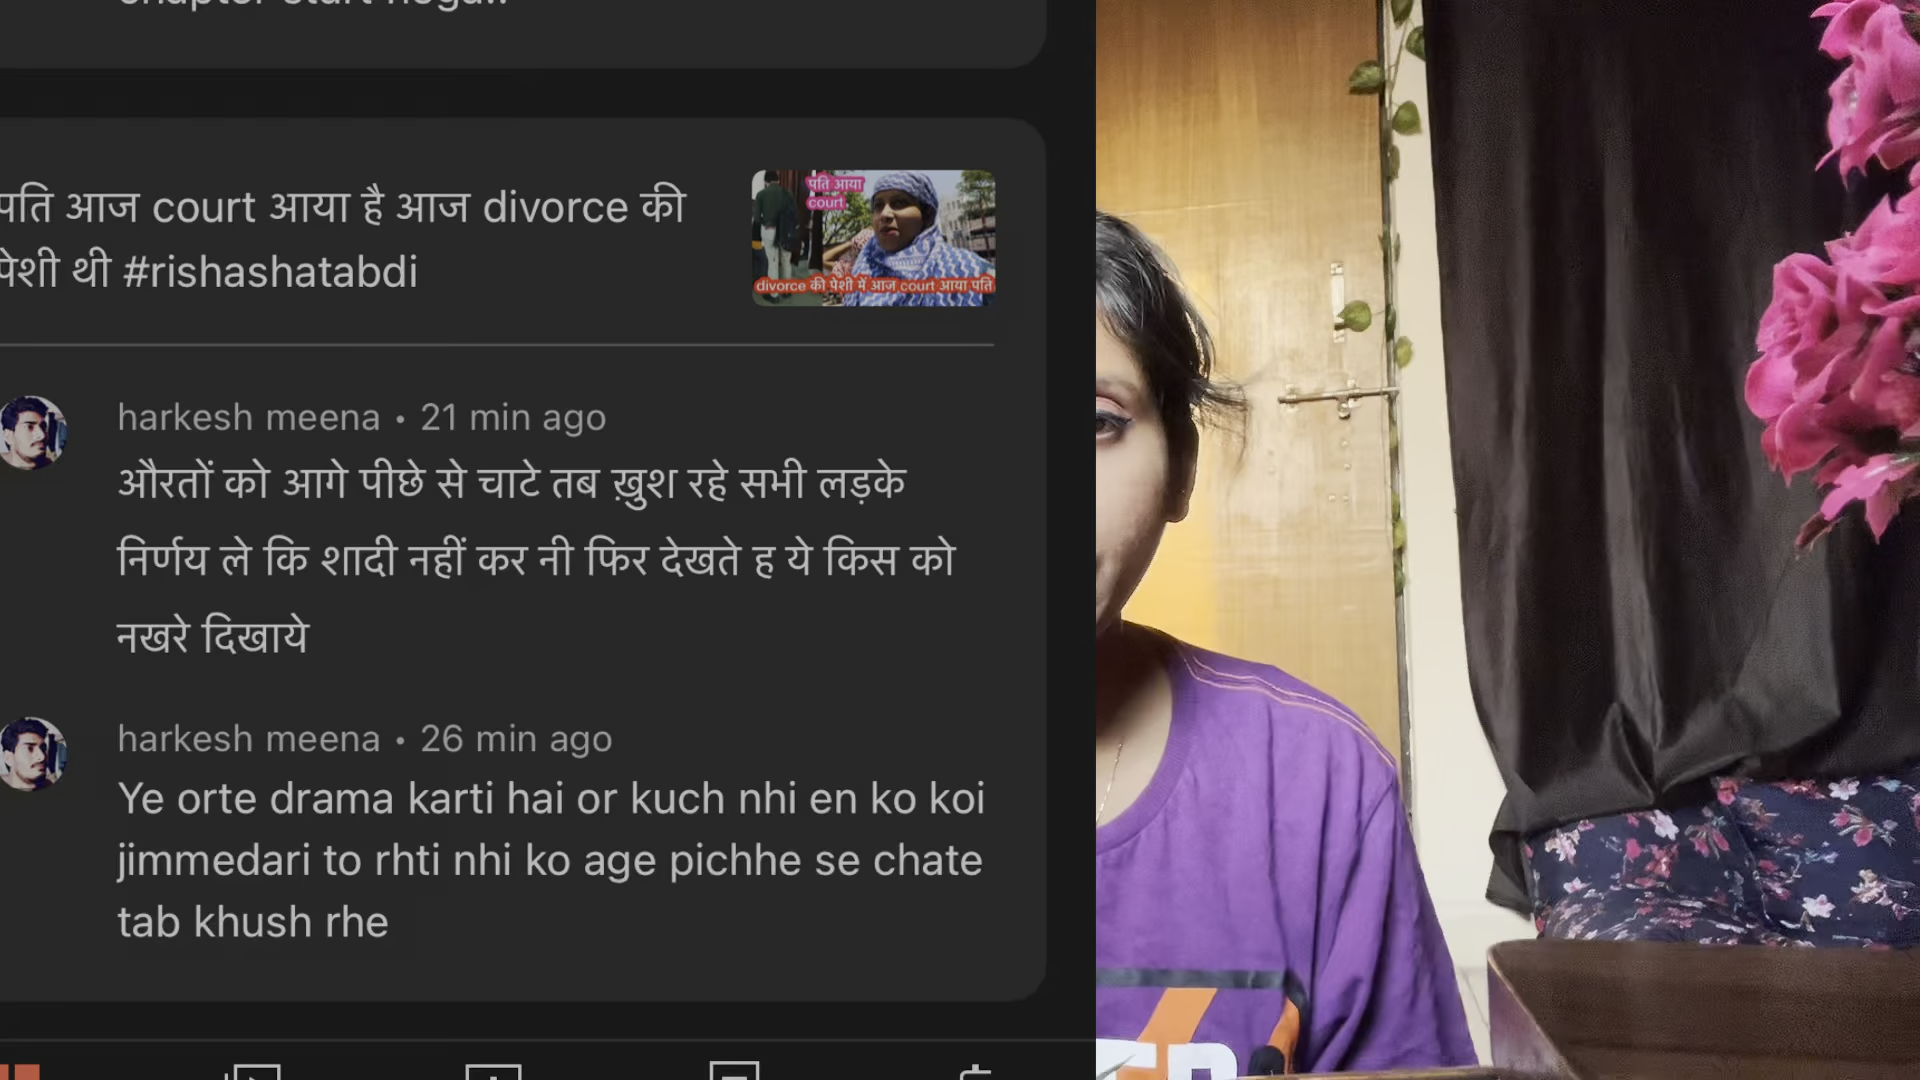 पति आज court आया है आज divorce की
पेशी थी #rishashatabdi
पति आया
court
divorce की पेशी में आज court आया पति
harkesh meena • 21 min ago
औरतों को आगे पीछे से चाटे तब ख़ुश रहे सभी लड़के
निर्णय ले कि शादी नहीं कर नी फिर देखते ह ये किस को
नखरे दिखाये
harkesh meena • 26 min ago
Ye orte drama karti hai or kuch nhi en ko koi
jimmedari to rhti nhi ko age pichhe se chate
tab khush rhe